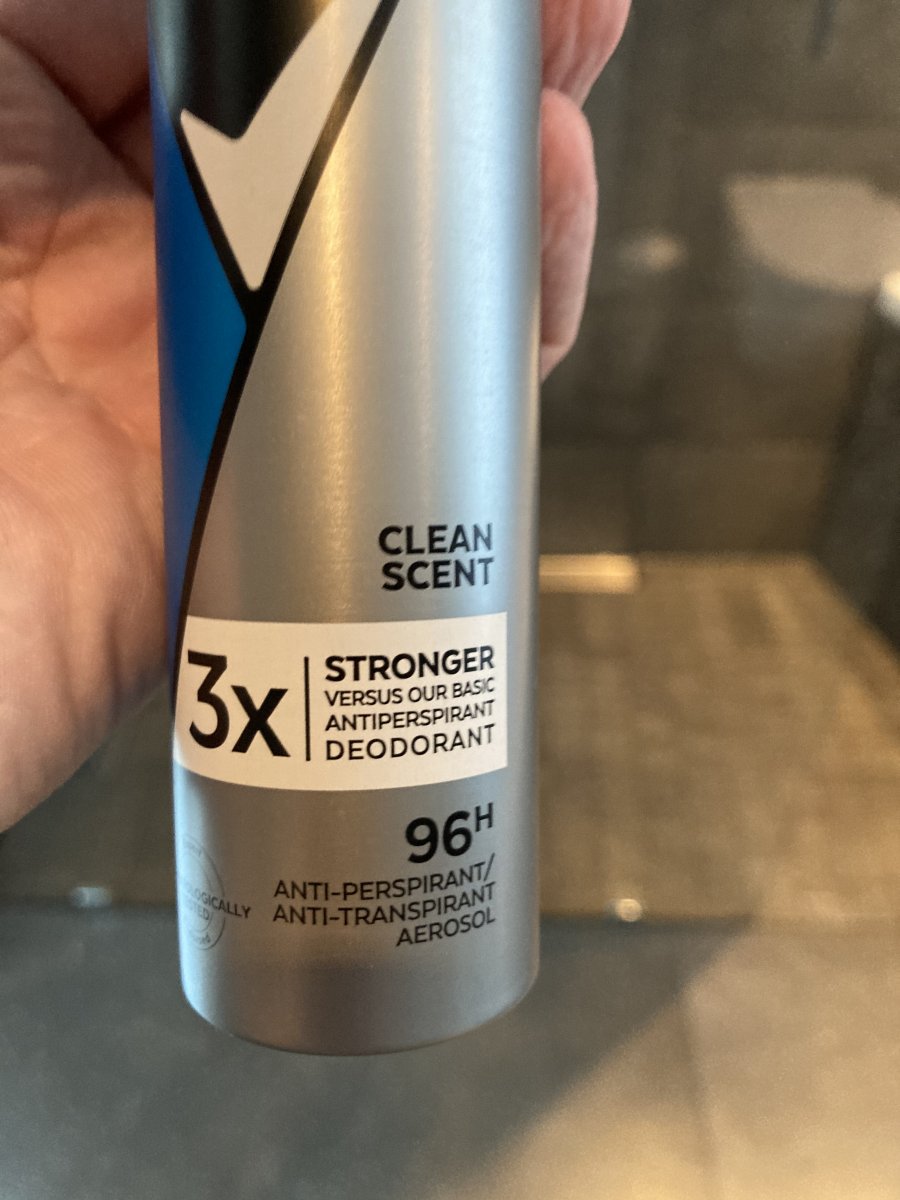 CLEAN
SCENT
3x
STRONGER
VERSUS OUR BASIC
ANTIPERSPIRANT
DEODORANT
96H
ANTI-PERSPIRANT/
ANTI-TRANSPIRANT
AEROSOL